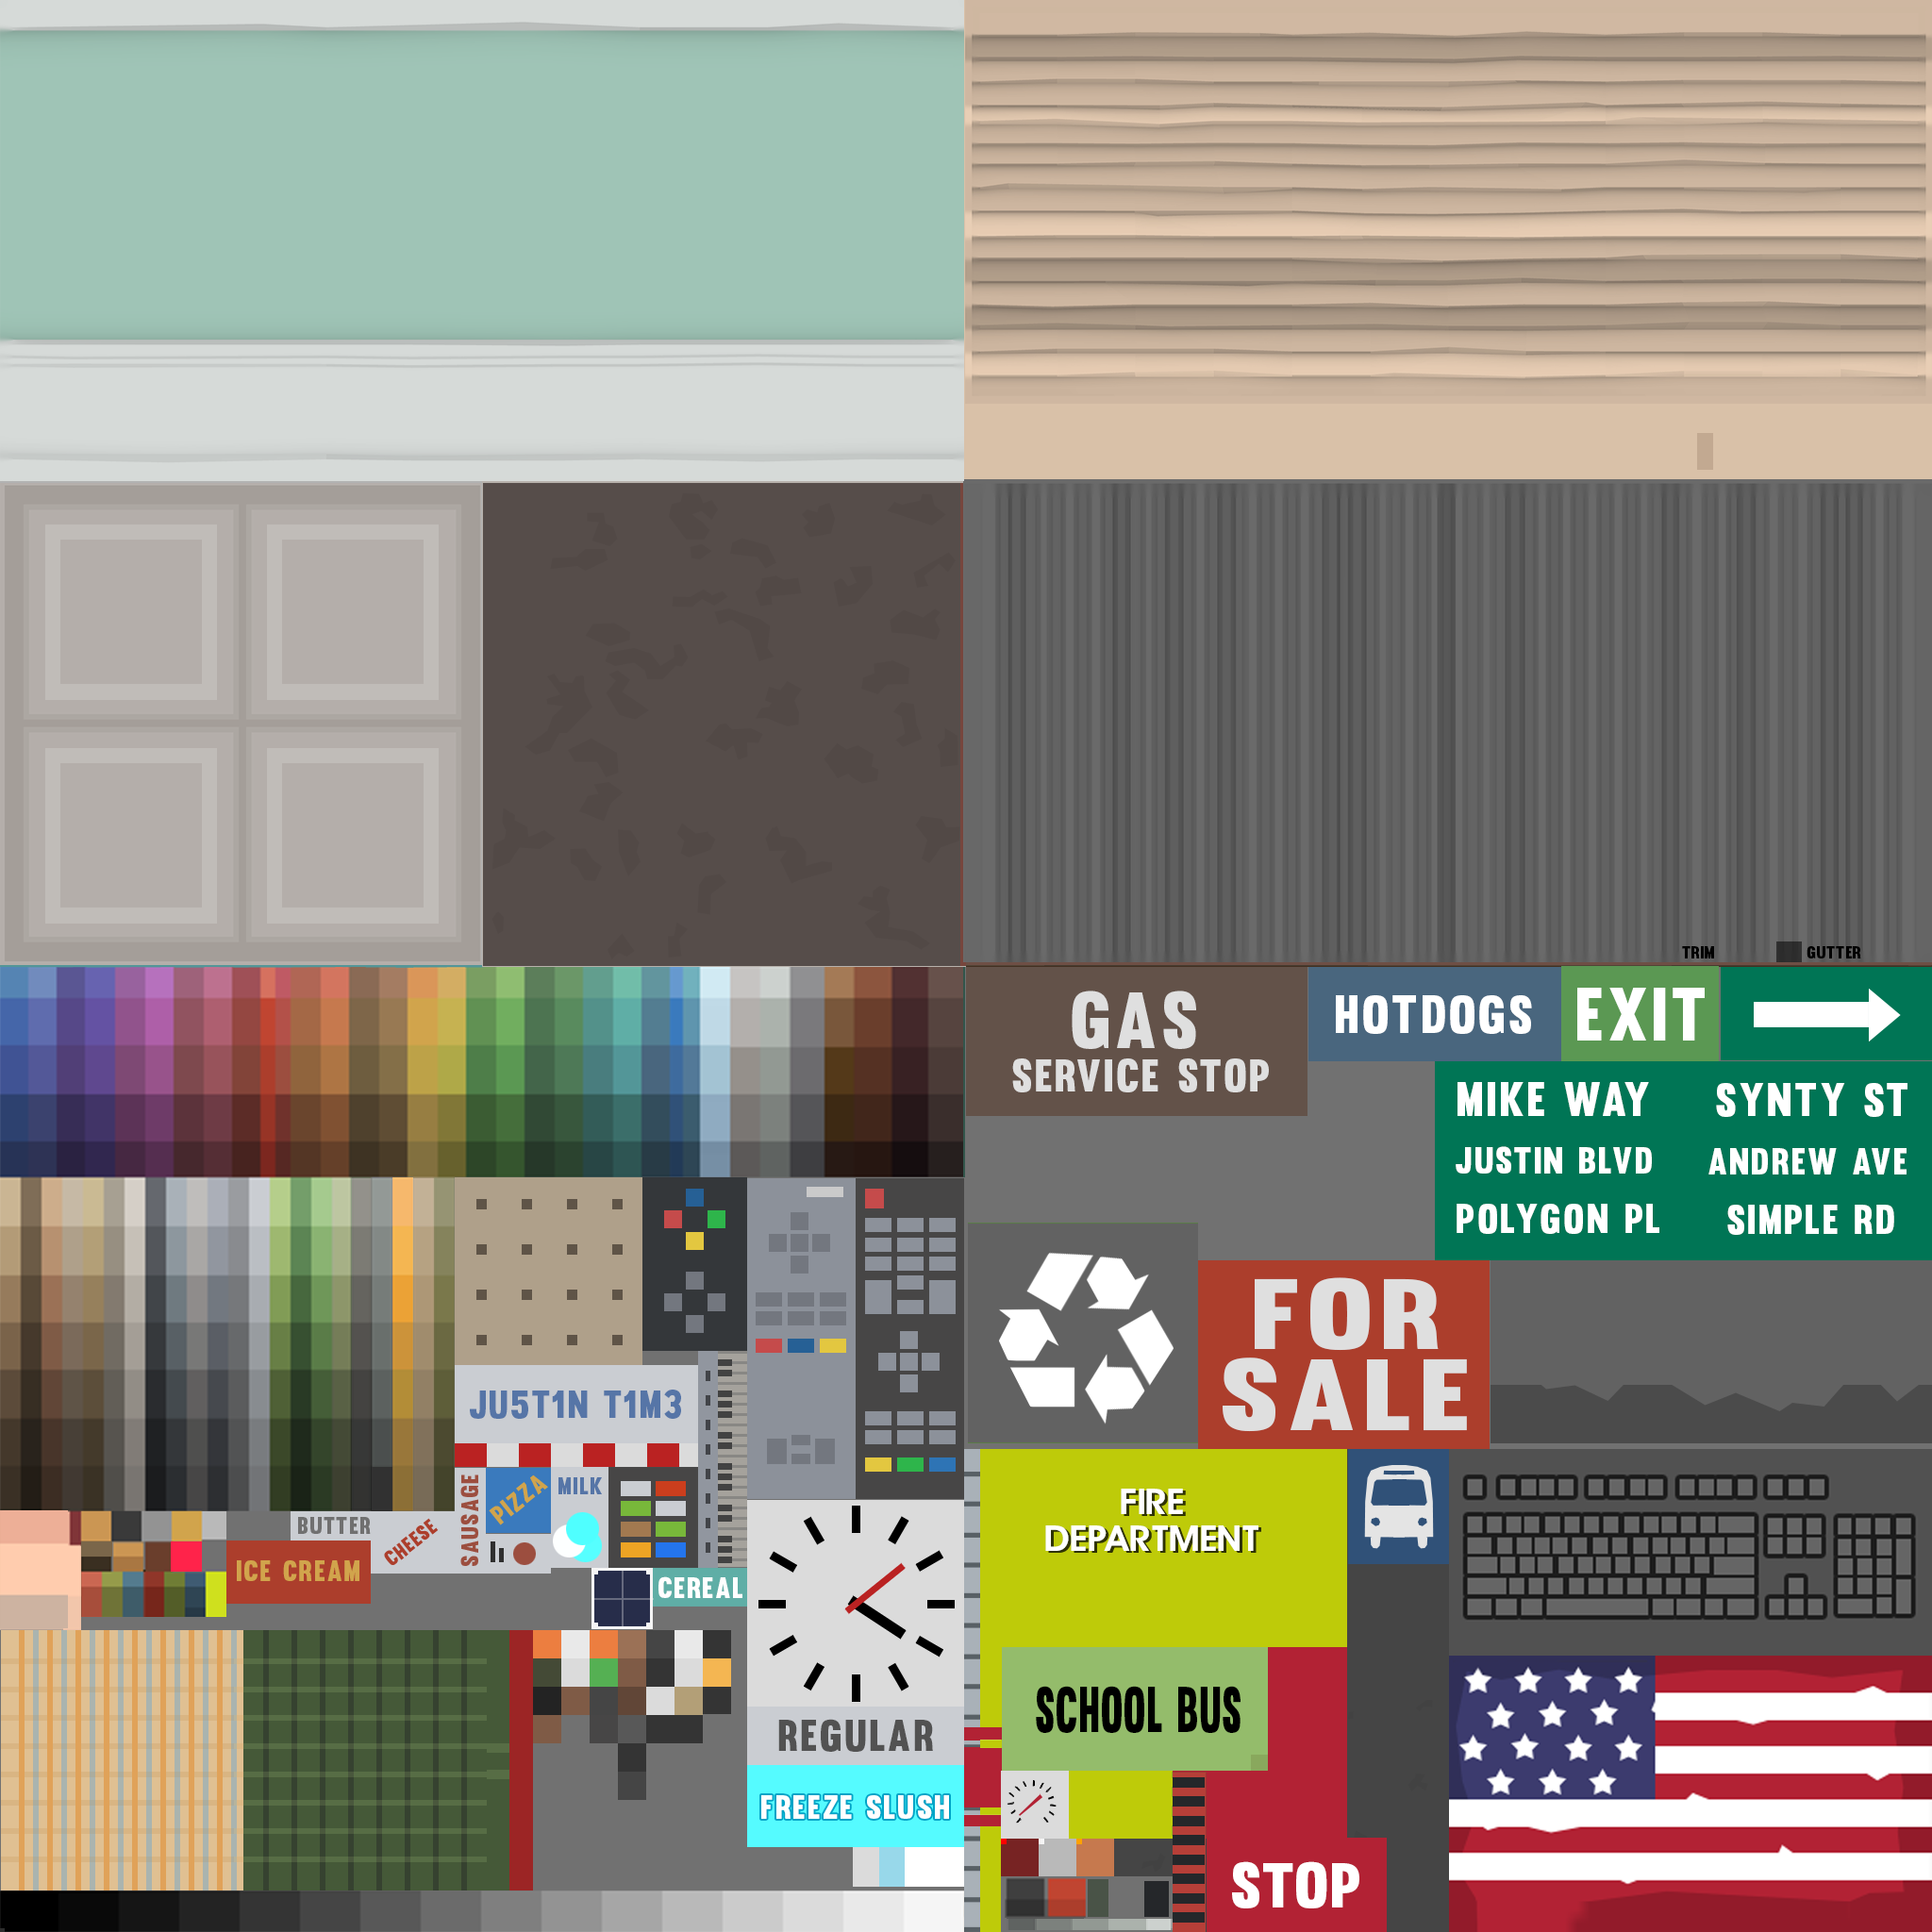 TRIM
GUTTER
GAS
SERVICE STOP
HOTDOGS
EXIT
MIKE WAY
SYNTY ST
JUSTIN BLVD
ANDREW AVE
POLYGON PL
SIMPLE RD
FOR
SALE
JU5T1N T1M3
SAUSAGE
PIZZA
MILK
BUTTER
CHEESE
ICE CREAM
CEREAL
REGULAR
FREEZE SLUSH
FIRE
DEPARTMENT
SCHOOL BUS
STOP